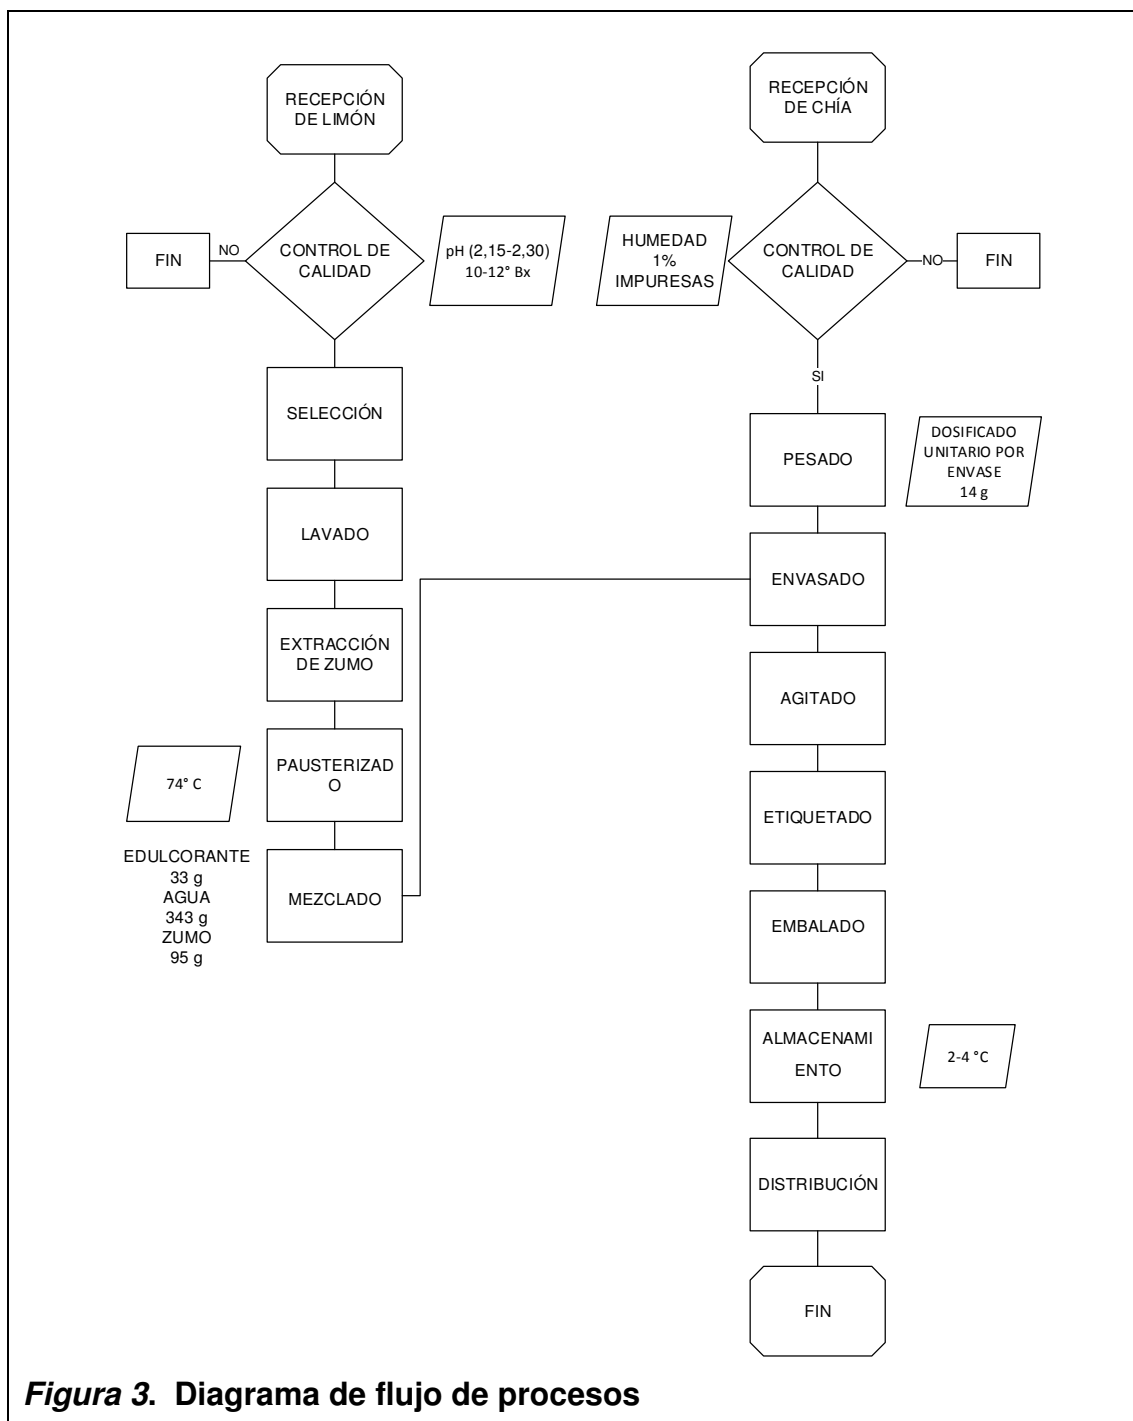 RECEPCIÓN
DE LIMÓN
CONTROL DE
CALIDAD
NO
FIN
pH (2,15-2,30)
10-12° Bx
SELECCIÓN
LAVADO
EXTRACCIÓN
DE ZUMO
PAUSTERIZAD
O
74° C
MEZCLADO
EDULCORANTE
33 g
AGUA
343 g
ZUMO
95 g
RECEPCIÓN
DE CHÍA
HUMEDAD
1%
IMPURESAS
CONTROL DE
CALIDAD
NO
FIN
SI
PESADO
DOSIFICADO
UNITARIO POR
ENVASE
14 g
ENVASADO
AGITADO
ETIQUETADO
EMBALADO
ALMACENAMI
ENTO
2-4 °C
DISTRIBUCIÓN
FIN
Figura 3. Diagrama de flujo de procesos